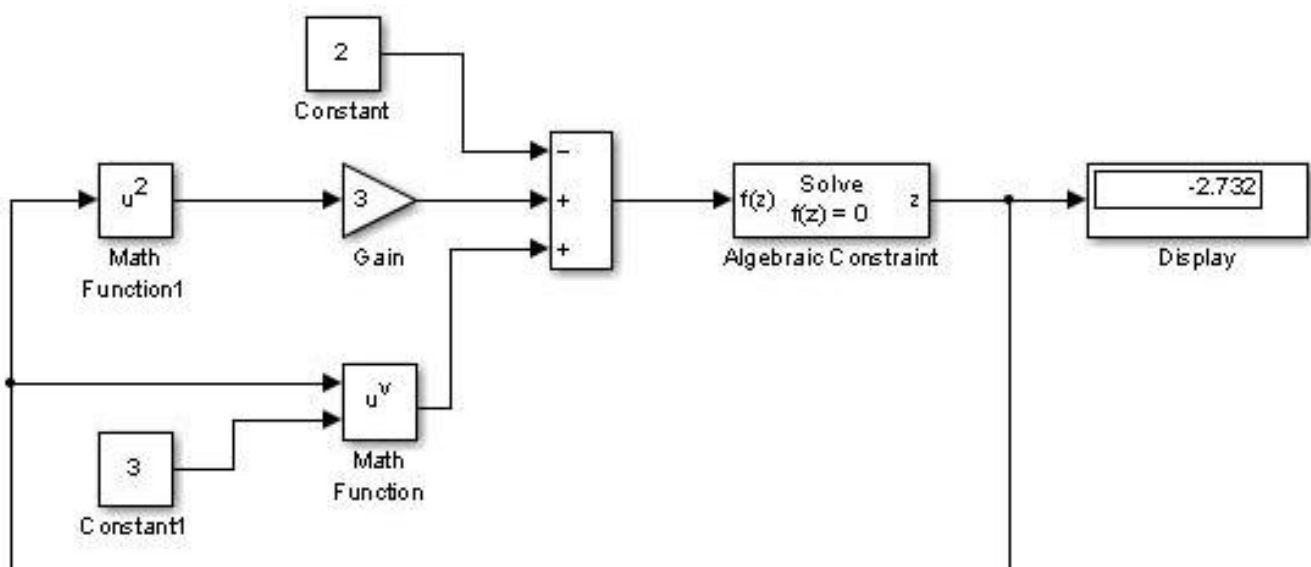 2
Constant
−
u²
Math
Function1
3
Gain
+
+
f(z)
Solve
f(z) = 0
z
Algebraic Constraint
-2.732
Display
uᵛ
Math
Function
3
Constant1